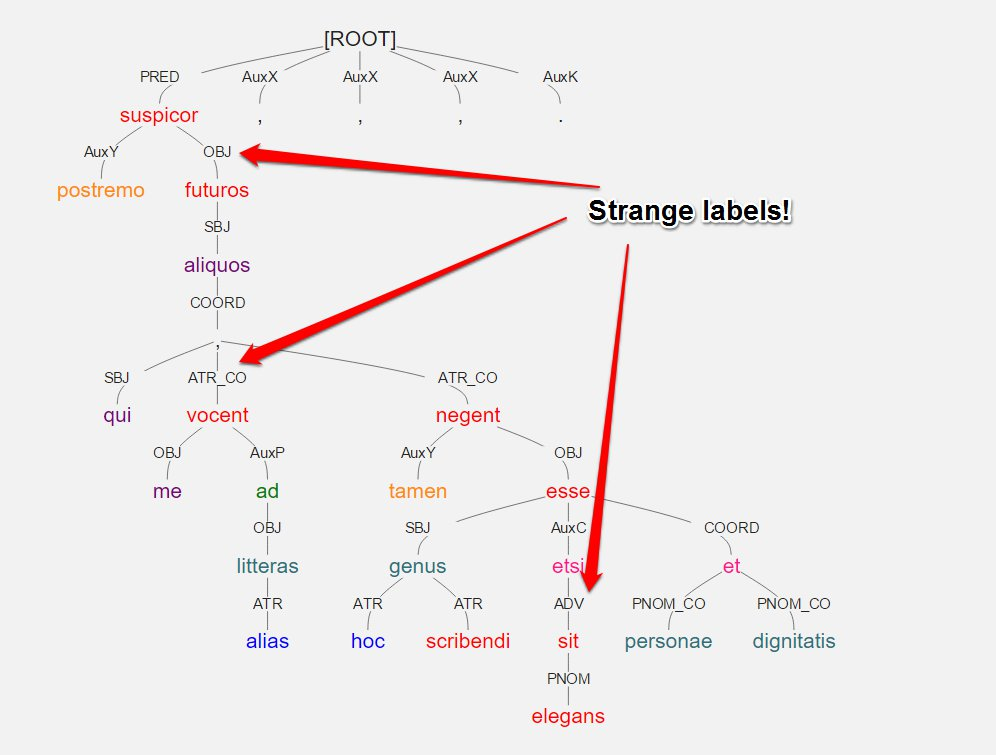 [ROOT]
PRED AuxX AuxX AuxX AuxK
suspicor , , , .
AuxY OBJ
postremo futuros
Strange labels!
SBJ
aliquos
COORD
,
SBJ ATR_CO ATR_CO
qui vocent negent
OBJ AuxP AuxY OBJ
me ad tamen esse
OBJ SBJ AuxC COORD
litteras genus etsi et
ATR ATR ATR ADV PNOM_CO PNOM_CO
alias hoc scribendi sit personae dignitatis
PNOM
elegans